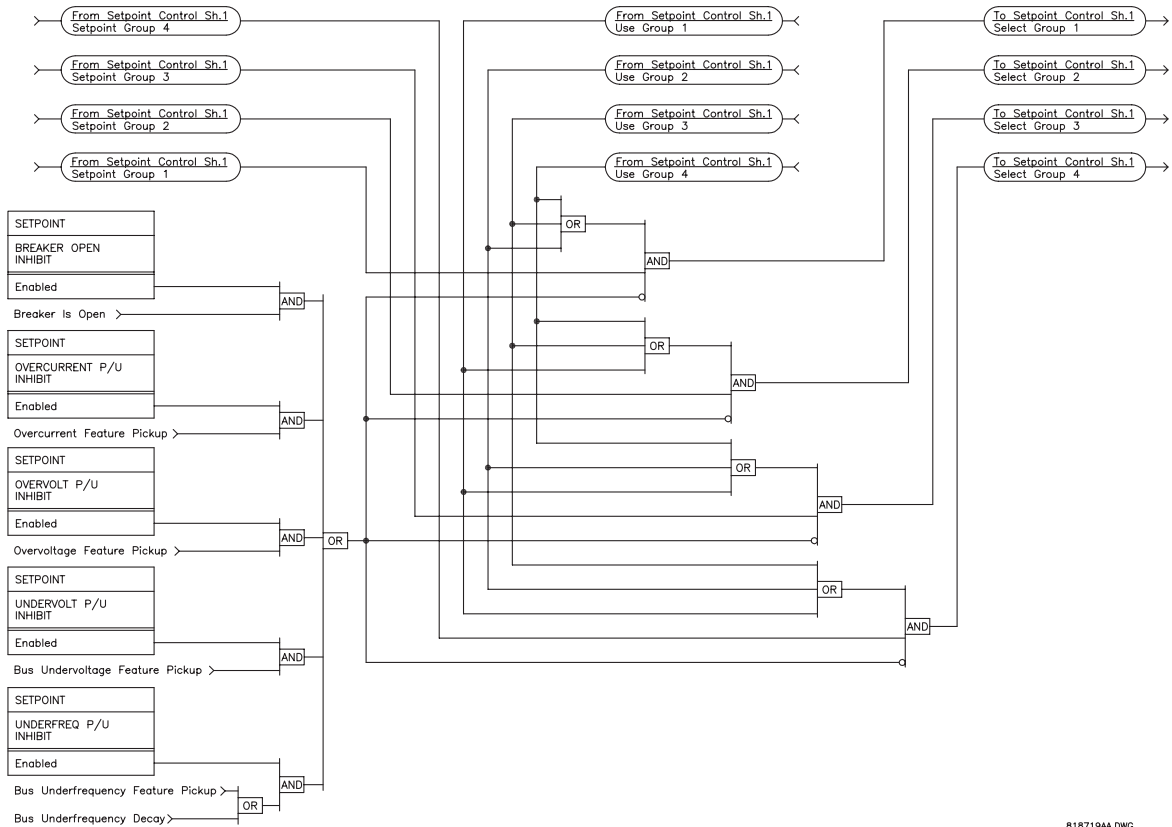 From Setpoint Control Sh.1
Setpoint Group 4
From Setpoint Control Sh.1
Setpoint Group 3
From Setpoint Control Sh.1
Setpoint Group 2
From Setpoint Control Sh.1
Setpoint Group 1
From Setpoint Control Sh.1
Use Group 1
From Setpoint Control Sh.1
Use Group 2
From Setpoint Control Sh.1
Use Group 3
From Setpoint Control Sh.1
Use Group 4
To Setpoint Control Sh.1
Select Group 1
To Setpoint Control Sh.1
Select Group 2
To Setpoint Control Sh.1
Select Group 3
To Setpoint Control Sh.1
Select Group 4
SETPOINT
BREAKER OPEN
INHIBIT
Enabled
Breaker Is Open
AND
SETPOINT
OVERCURRENT P/U
INHIBIT
Enabled
Overcurrent Feature Pickup
AND
SETPOINT
OVERVOLT P/U
INHIBIT
Enabled
Overvoltage Feature Pickup
AND
SETPOINT
UNDERVOLT P/U
INHIBIT
Enabled
Bus Undervoltage Feature Pickup
AND
SETPOINT
UNDERFREQ P/U
INHIBIT
Enabled
Bus Underfrequency Feature Pickup
Bus Underfrequency Decay
OR
AND
OR
OR
AND
OR
AND
OR
AND
OR
AND
818719AA.DWG